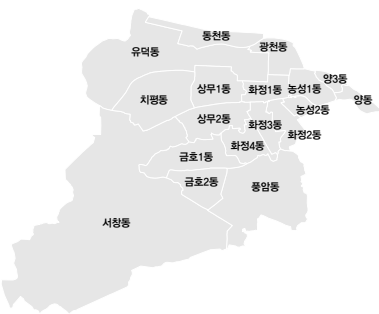 동천동
광천동
유덕동
양3동
상무1동
화정1동
농성1동
양동
치평동
농성2동
상무2동
화정3동
화정2동
화정4동
금호1동
금호2동
풍암동
서창동